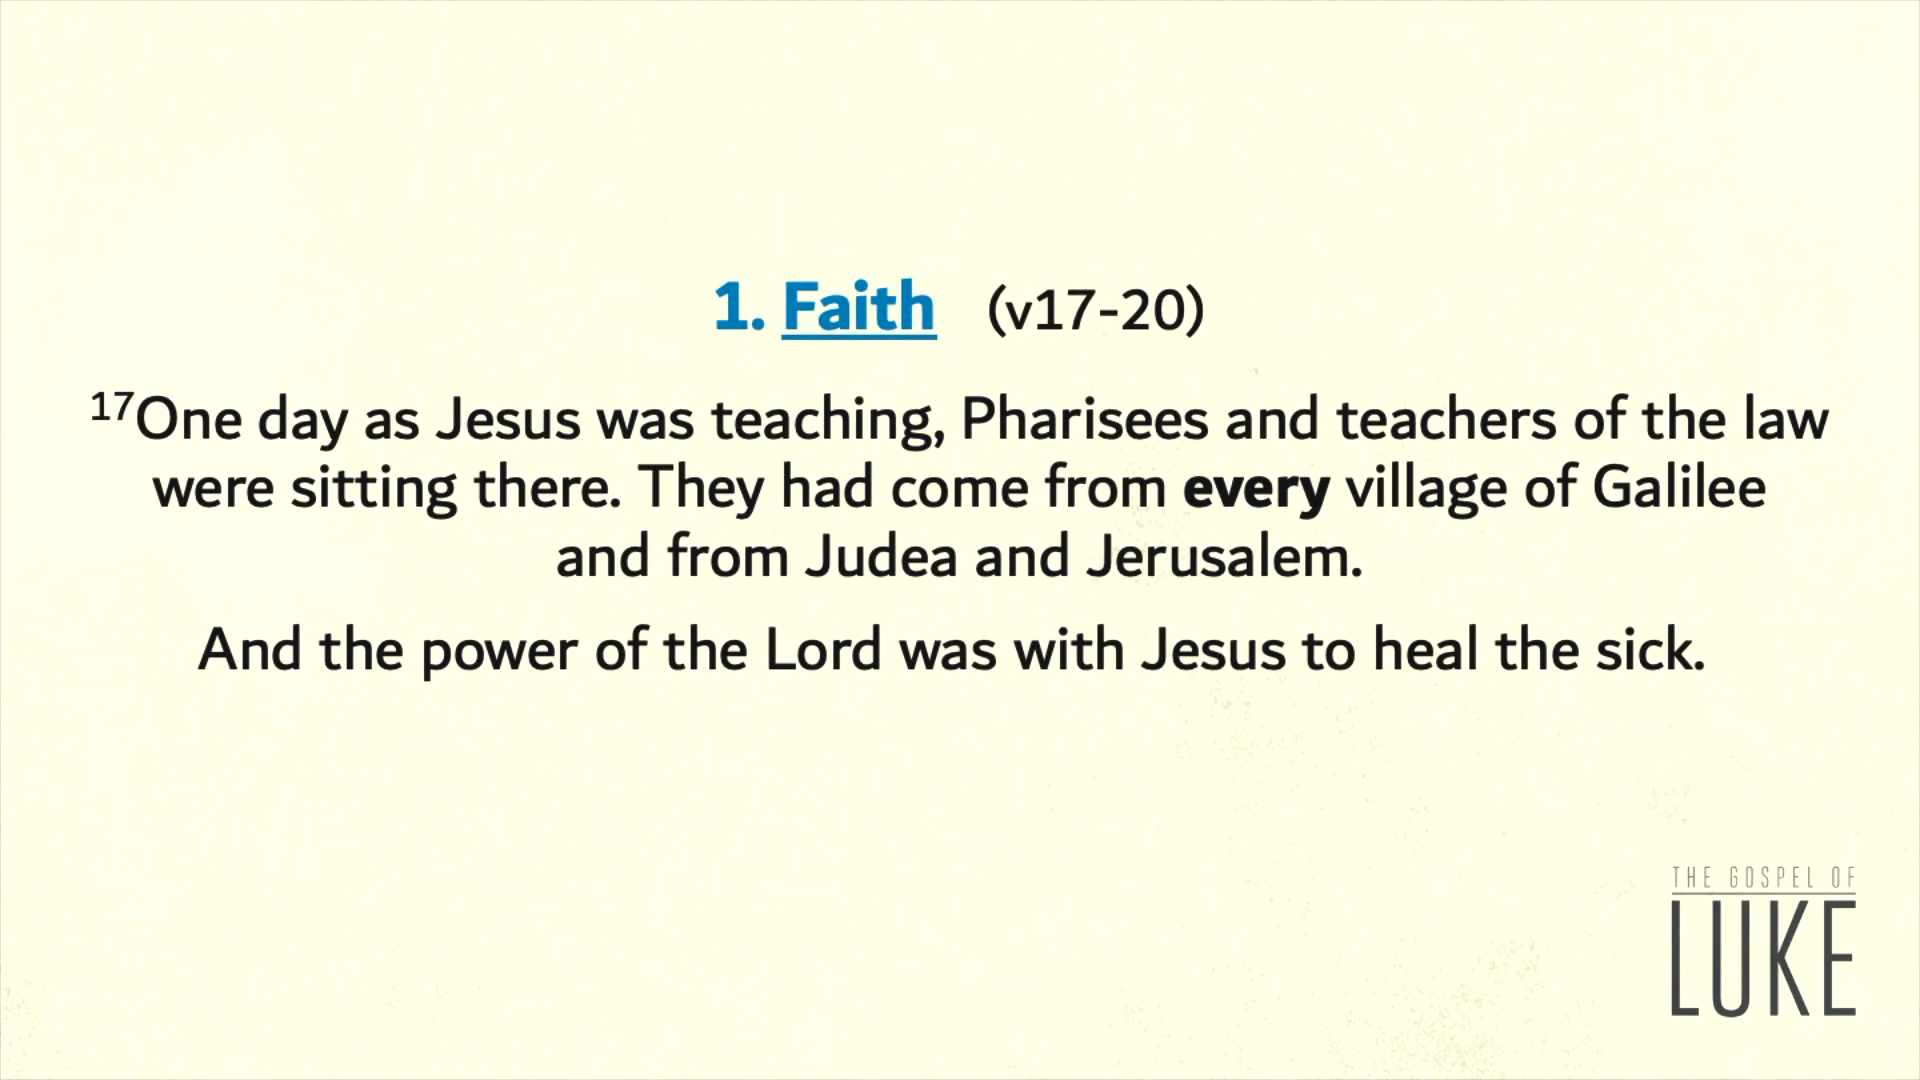 1. Faith (v17-20)
17One day as Jesus was teaching, Pharisees and teachers of the law
were sitting there. They had come from every village of Galilee
and from Judea and Jerusalem.
And the power of the Lord was with Jesus to heal the sick.
THE GOSPEL OF
LUKE